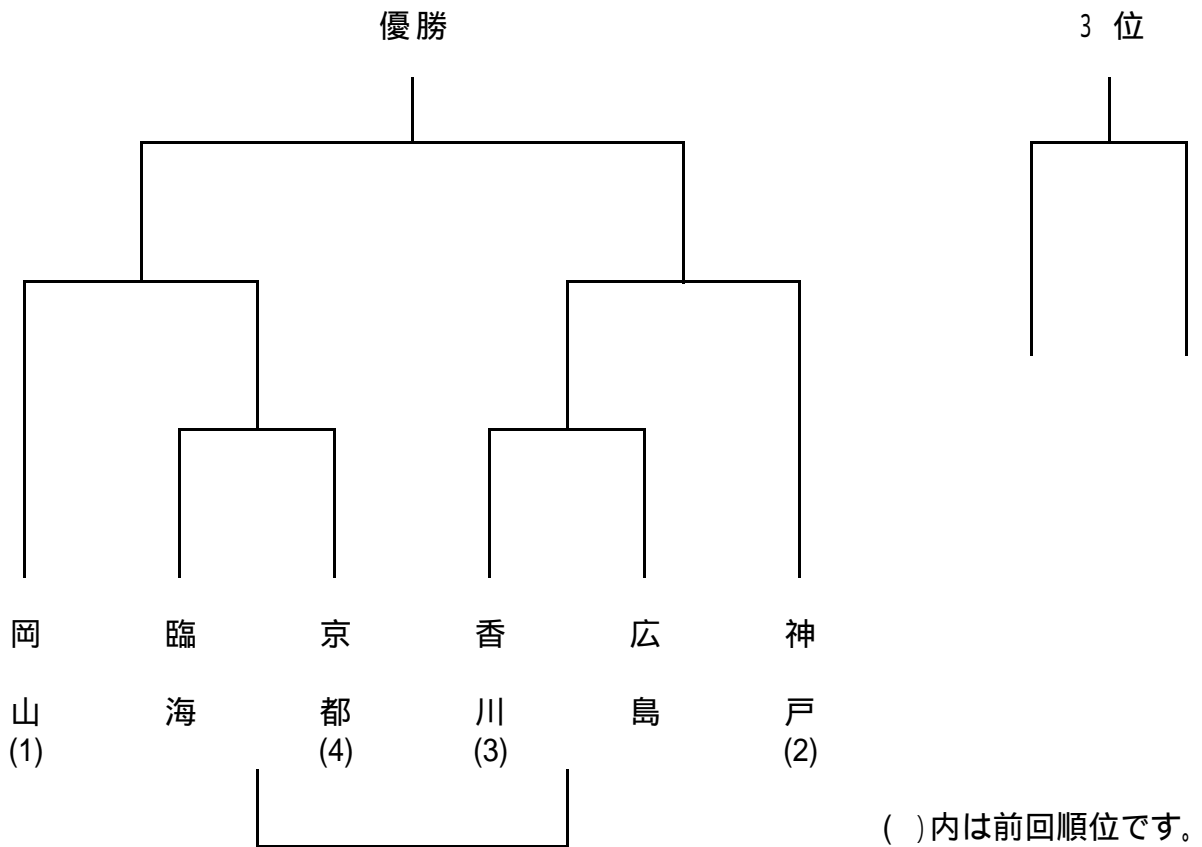 優勝
3 位
岡山
(1)
臨海
京都
(4)
香川
(3)
広島
神戸
(2)
( )内は前回順位です。